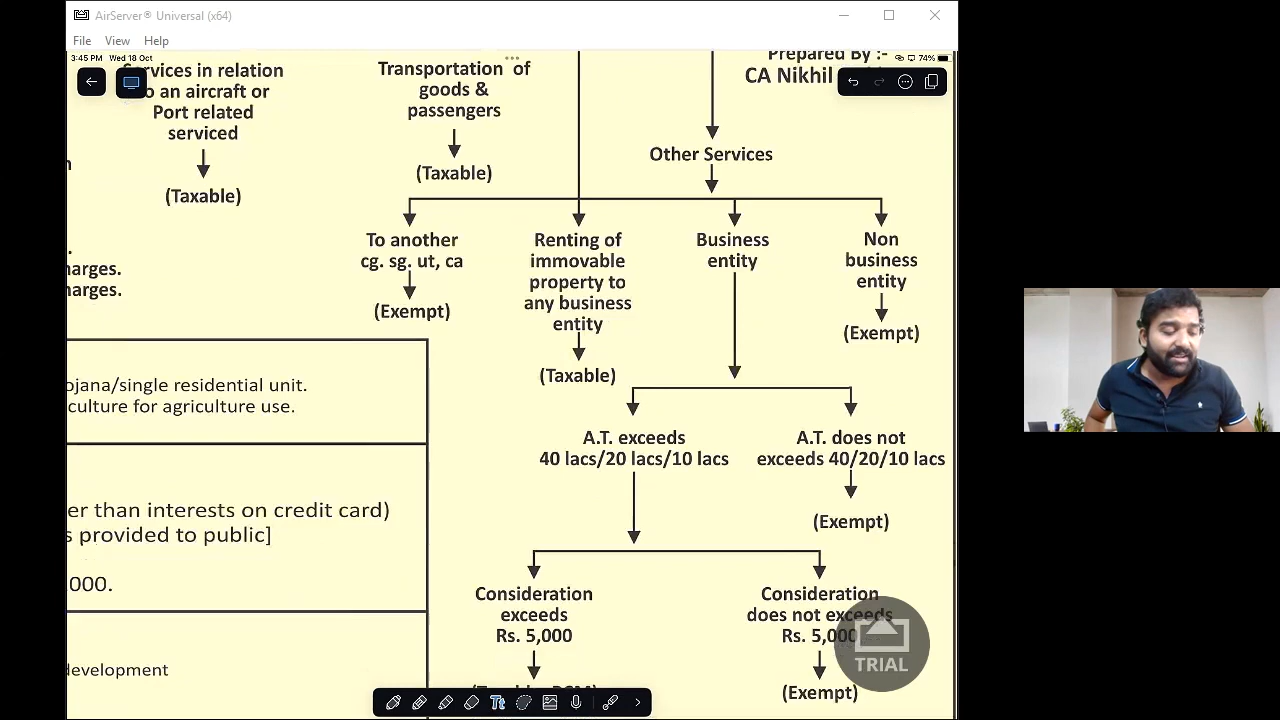 AirServer® Universal (x64)
File View Help
3:45 PM Wed 18 Oct
74%
Services in relation
to an aircraft or
Port related
serviced
(Taxable)
Transportation of
goods &
passengers
(Taxable)
Prepared By :-
CA Nikhil
Other Services
To another
cg. sg. ut, ca
(Exempt)
Renting of
immovable
property to
any business
entity
(Taxable)
Business
entity
Non
business
entity
(Exempt)
A.T. exceeds
40 lacs/20 lacs/10 lacs
A.T. does not
exceeds 40/20/10 lacs
(Exempt)
Consideration
exceeds
Rs. 5,000
Consideration
does not exceeds
Rs. 5,000
(Exempt)
harges.
harges.
ojana/single residential unit.
culture for agriculture use.
er than interests on credit card)
s provided to public]
000.
development
Tt
TRIAL